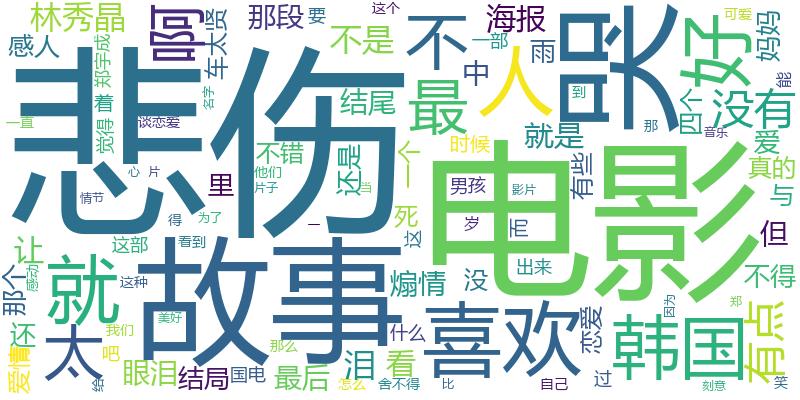 悲伤
电影
故事
哭
喜欢
韩国
就
太
不
最
人
好
没有
有点
林秀晶
啊
那段
要
这个
海报
可爱
妈妈
感人
郑宇成
车太贤
不是
一部
雨
中
四个
能
着
觉得
名字
结尾
到
就是
那
爱
一直
谈恋爱
不错
还是
一个
时候
音乐
真的
心
片
他们
片子
当
里
男孩
影片
有些
与
情节
得
为了
死
岁
但
让
这部
看到
这
出来
不得
那个
感动
这种
煽情
没
因为
郑
还
美好
我们
吧
什么
恋爱
爱情
给
眼泪
结局
国电
那么
最后
泪
看
怎么
舍不得
比
自己
过
刻意
笑